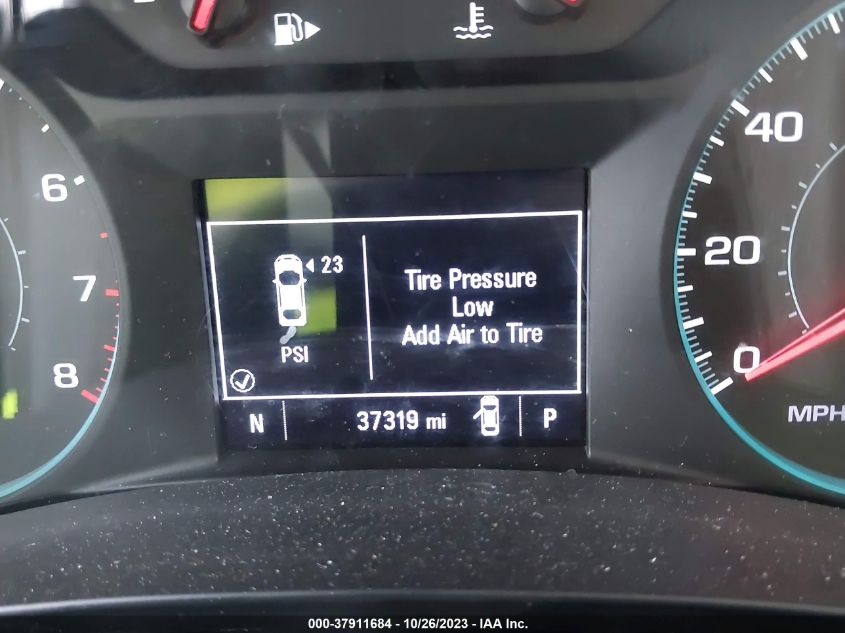 40
20
0
MPH
6
7
8
23
PSI
Tire Pressure
Low
Add Air to Tire
N
37319 mi
P
000-37911684 - 10/26/2023 - IAA Inc.